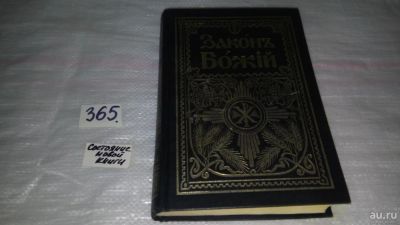 Законъ
Божій
365.
Состояние
новой
книги
au.ru